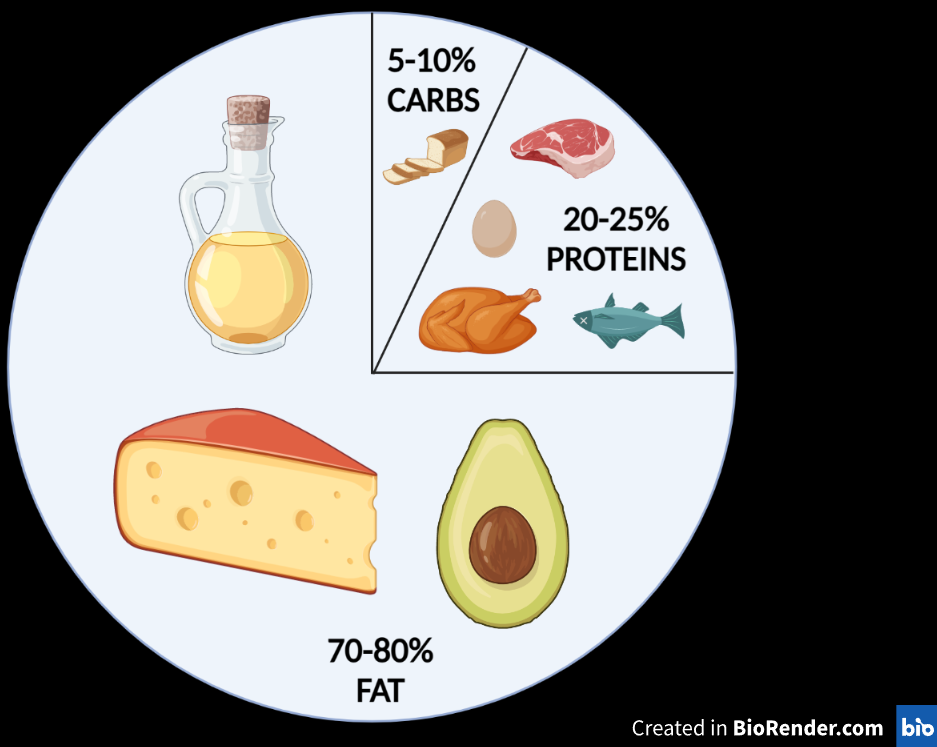 5-10%
CARBS
20-25%
PROTEINS
70-80%
FAT
Created in BioRender.com bio